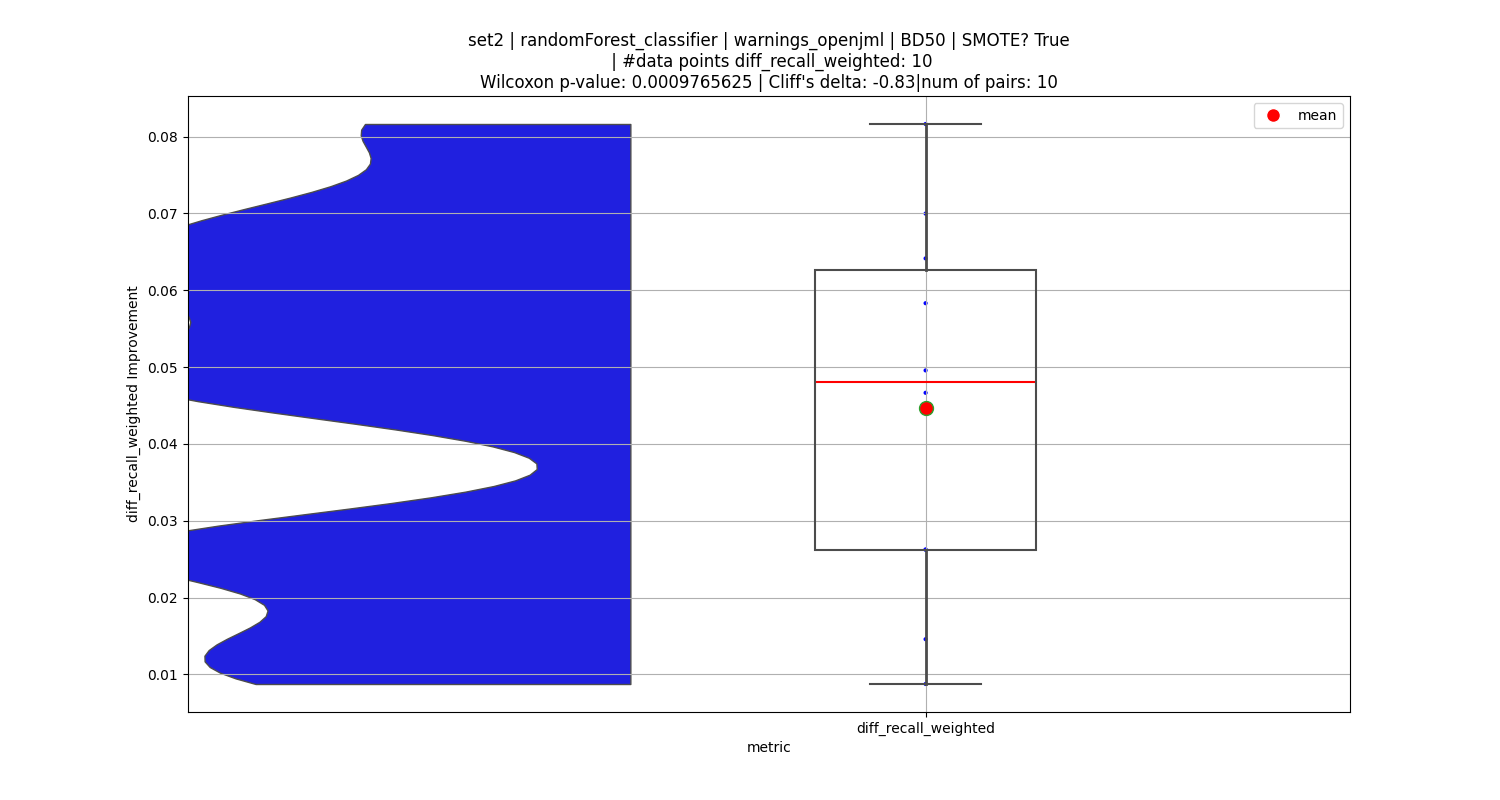 set2 | randomForest_classifier | warnings_openjml | BD50 | SMOTE? True
| #data points diff_recall_weighted: 10
Wilcoxon p-value: 0.0009765625 | Cliff's delta: -0.83|num of pairs: 10
mean
0.08
0.07
0.06
0.05
0.04
0.03
0.02
0.01
diff_recall_weighted Improvement
diff_recall_weighted
metric